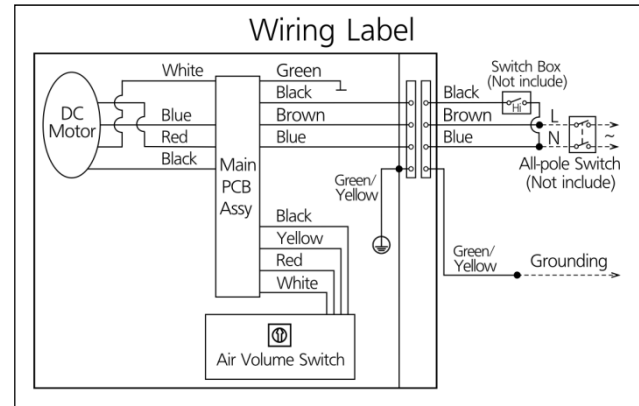 Wiring Label
White
Green
Black
Brown
Blue
DC
Motor
Blue
Red
Black
Main
PCB
Assy
Green/
Yellow
Black
Yellow
Red
White
Air Volume Switch
Switch Box
(Not include)
Hi
Black
Brown
Blue
L
N
~
All-pole Switch
(Not include)
Green/
Yellow
Grounding